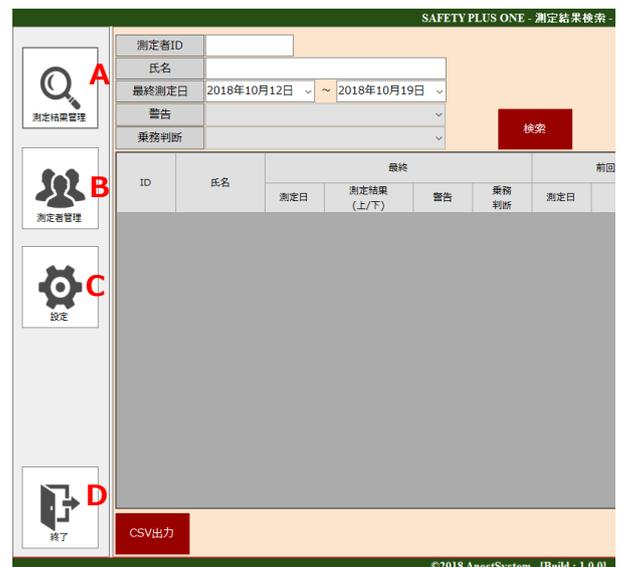 SAFETY PLUS ONE - 測定結果検索 -
測定者ID
氏名
最終測定日 2018年10月12日 ～ 2018年10月19日
警告
乗務判断
検索
A
測定結果管理
B
測定者管理
C
設定
D
終了
ID 氏名 最終 前回
測定日 測定結果 警告 乗務 測定日
(上/下) 判断
CSV出力
©2018 ApostSystem [Build : 1.0.0]